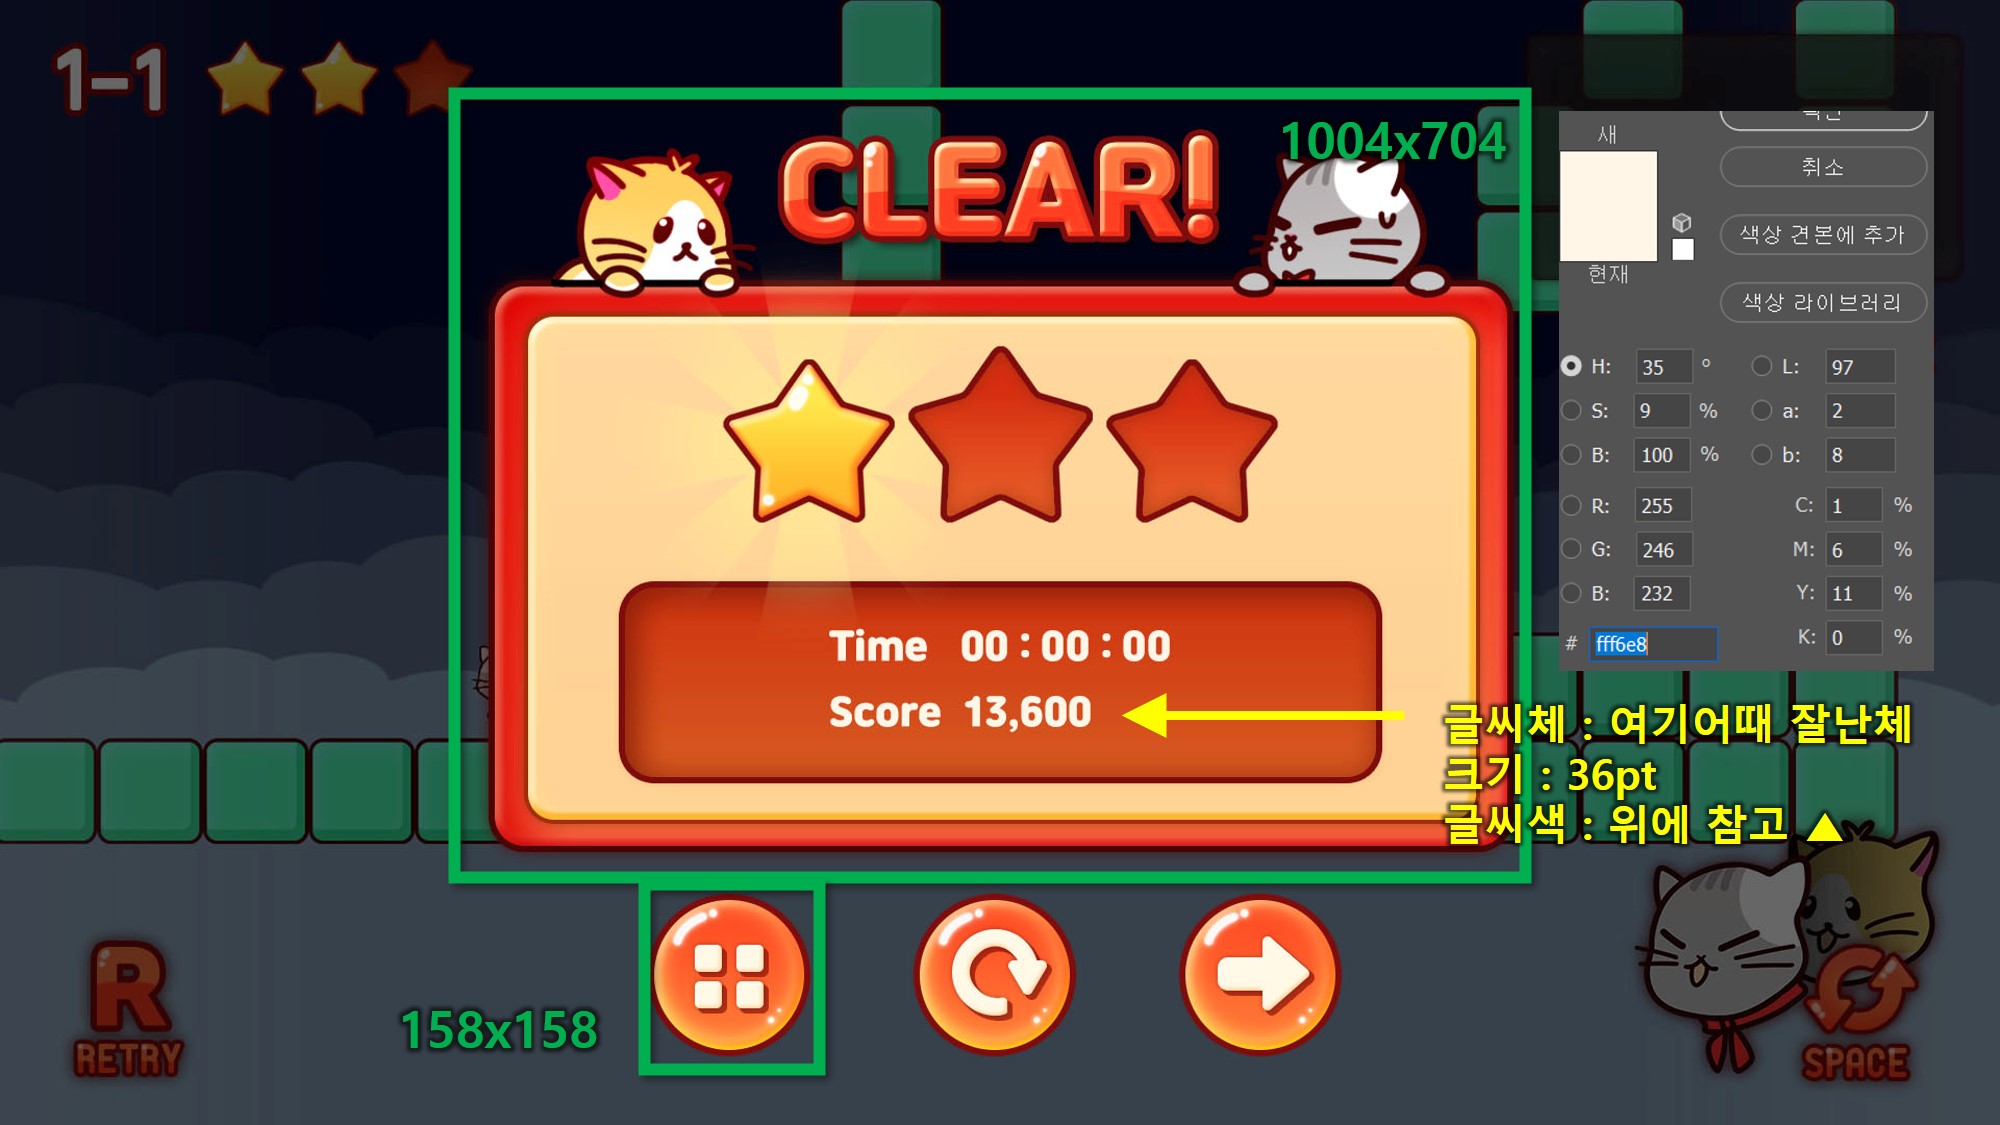 1-1
1004x704
CLEAR!
새
취소
색상 견본에 추가
현재
색상 라이브러리
H: 35 ° L: 97
S: 9 % a: 2
B: 100 % b: 8
R: 255 C: 1 %
G: 246 M: 6 %
B: 232 Y: 11 %
# fff6e8 K: 0 %
Time 00 : 00 : 00
Score 13,600
글씨체 : 여기어때 잘난체
크기 : 36pt
글씨색 : 위에 참고 ▲
158x158
R
RETRY
SPACE